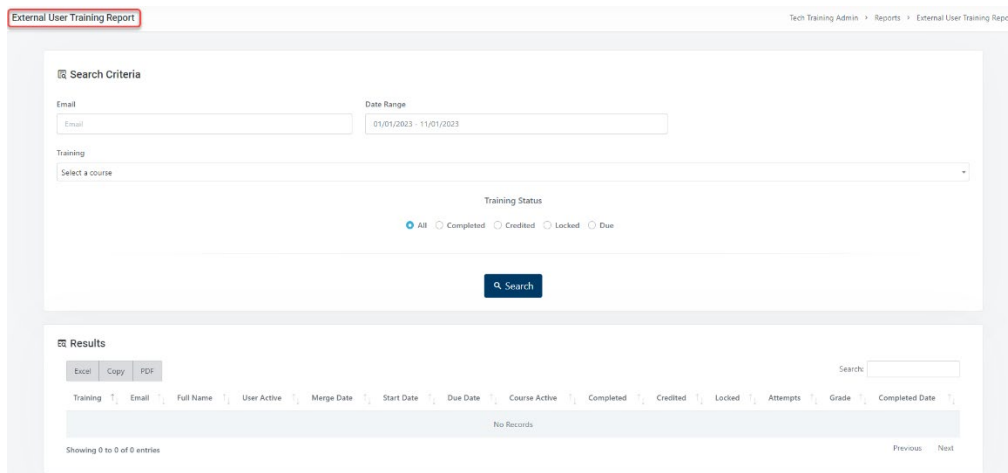 External User Training Report
Tech Training Admin › Reports › External User Training Repo
Search Criteria
Email Date Range
Email 01/01/2023 - 11/01/2023
Training
Select a course
Training Status
All Completed Credited Locked Due
Search
Results
Excel Copy PDF Search:
Training Email Full Name User Active Merge Date Start Date Due Date Course Active Completed Credited Locked Attempts Grade Completed Date
No Records
Showing 0 to 0 of 0 entries Previous Next